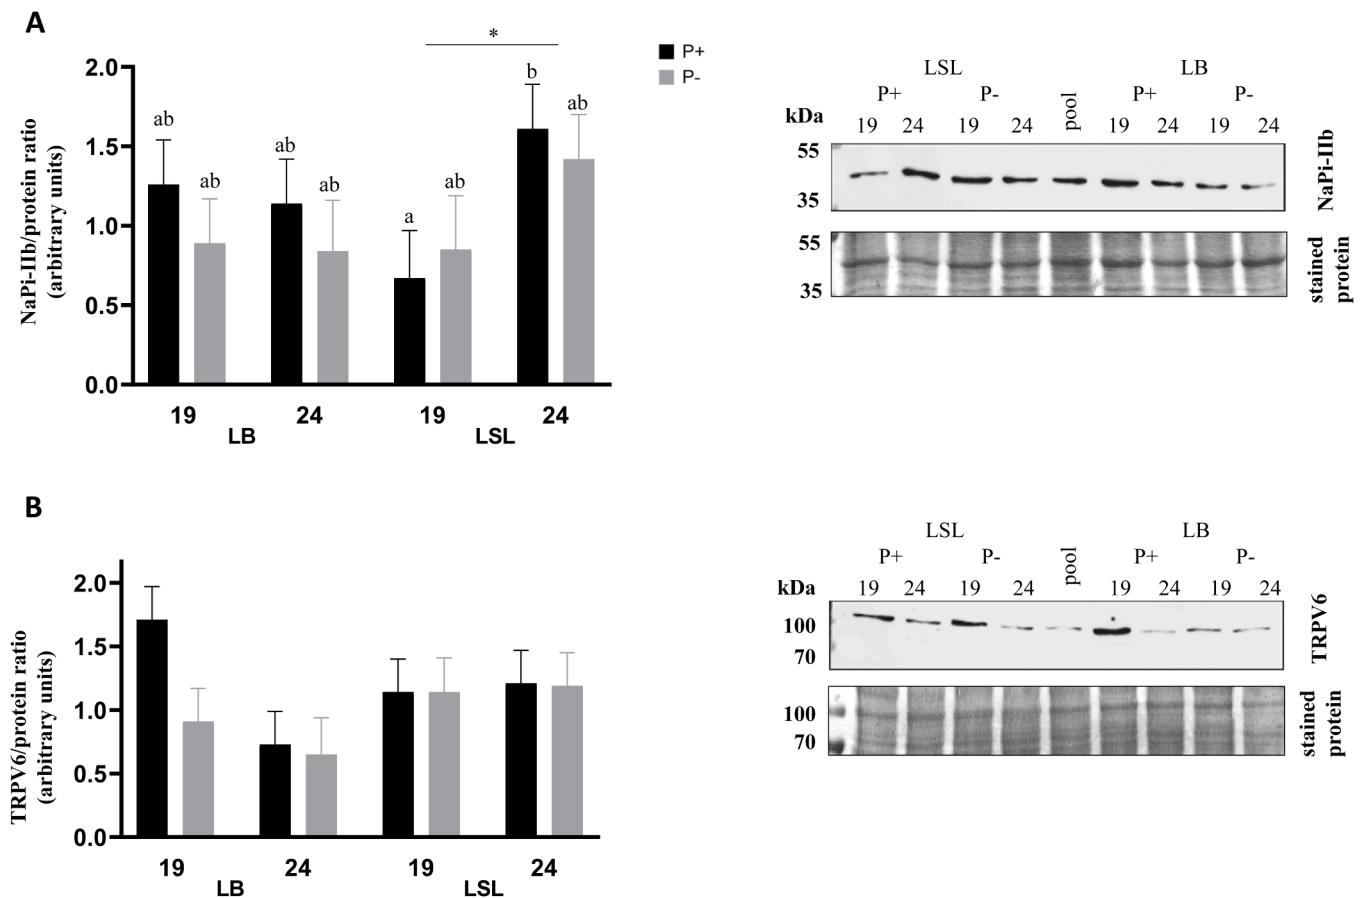 A
*
P+
P-
2.0
1.5
1.0
0.5
0.0
NaPi-IIb/protein ratio
(arbitrary units)
ab
ab
ab
ab
a
ab
b
ab
19
24
19
24
LB
LSL
LSL
LB
P+
P-
pool
P+
P-
kDa
19
24
19
24
19
24
19
24
55
35
NaPi-IIb
55
35
stained
protein
B
2.0
1.5
1.0
0.5
0.0
TRPV6/protein ratio
(arbitrary units)
19
24
19
24
LB
LSL
LSL
LB
P+
P-
pool
P+
P-
kDa
19
24
19
24
19
24
19
24
100
70
TRPV6
100
70
stained
protein